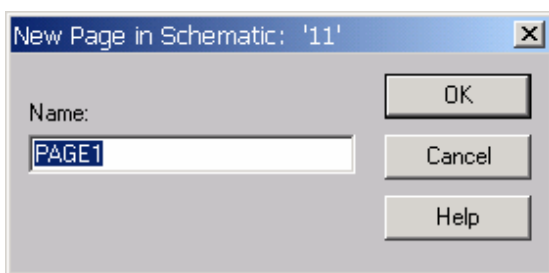 New Page in Schematic: '11'
Name:
PAGE1
OK
Cancel
Help